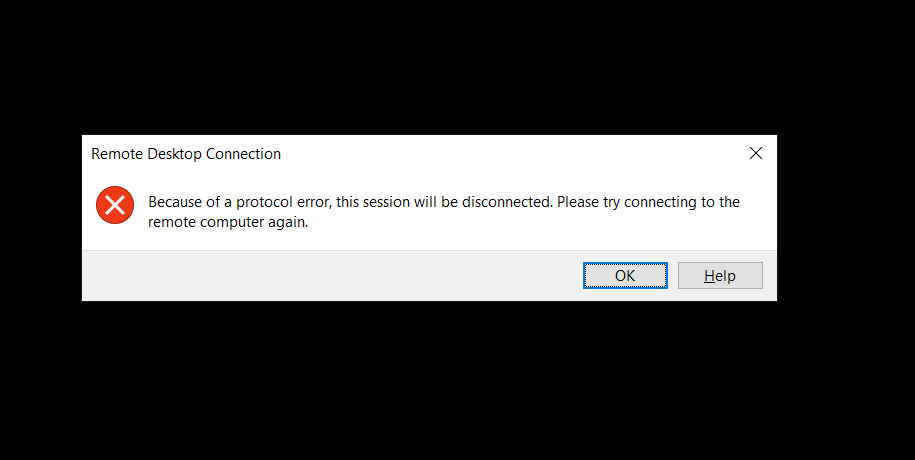 Remote Desktop Connection
Because of a protocol error, this session will be disconnected. Please try connecting to the
remote computer again.
OK
Help